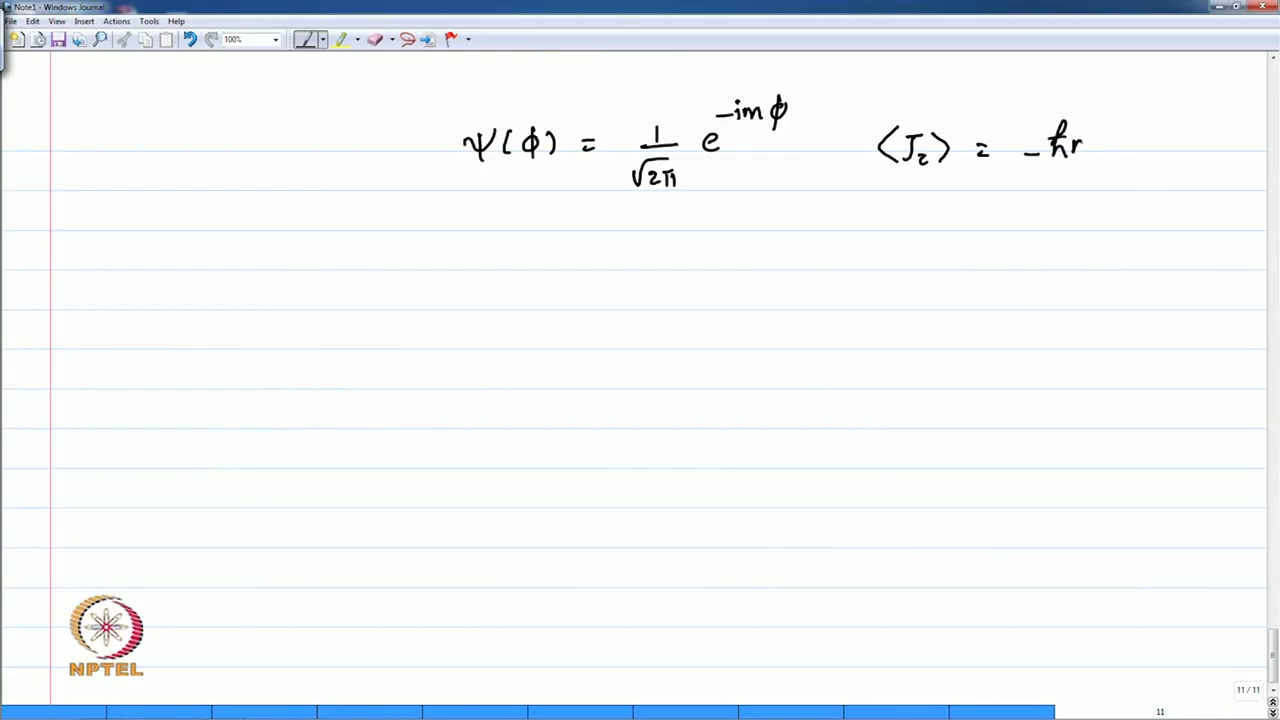 Note1 - Windows Journal
File Edit View Insert Actions Tools Help
100%
ψ(φ) = 1/√2π e^{-imφ} ⟨J_z⟩ = -ħ
NPTEL
11 / 11
11